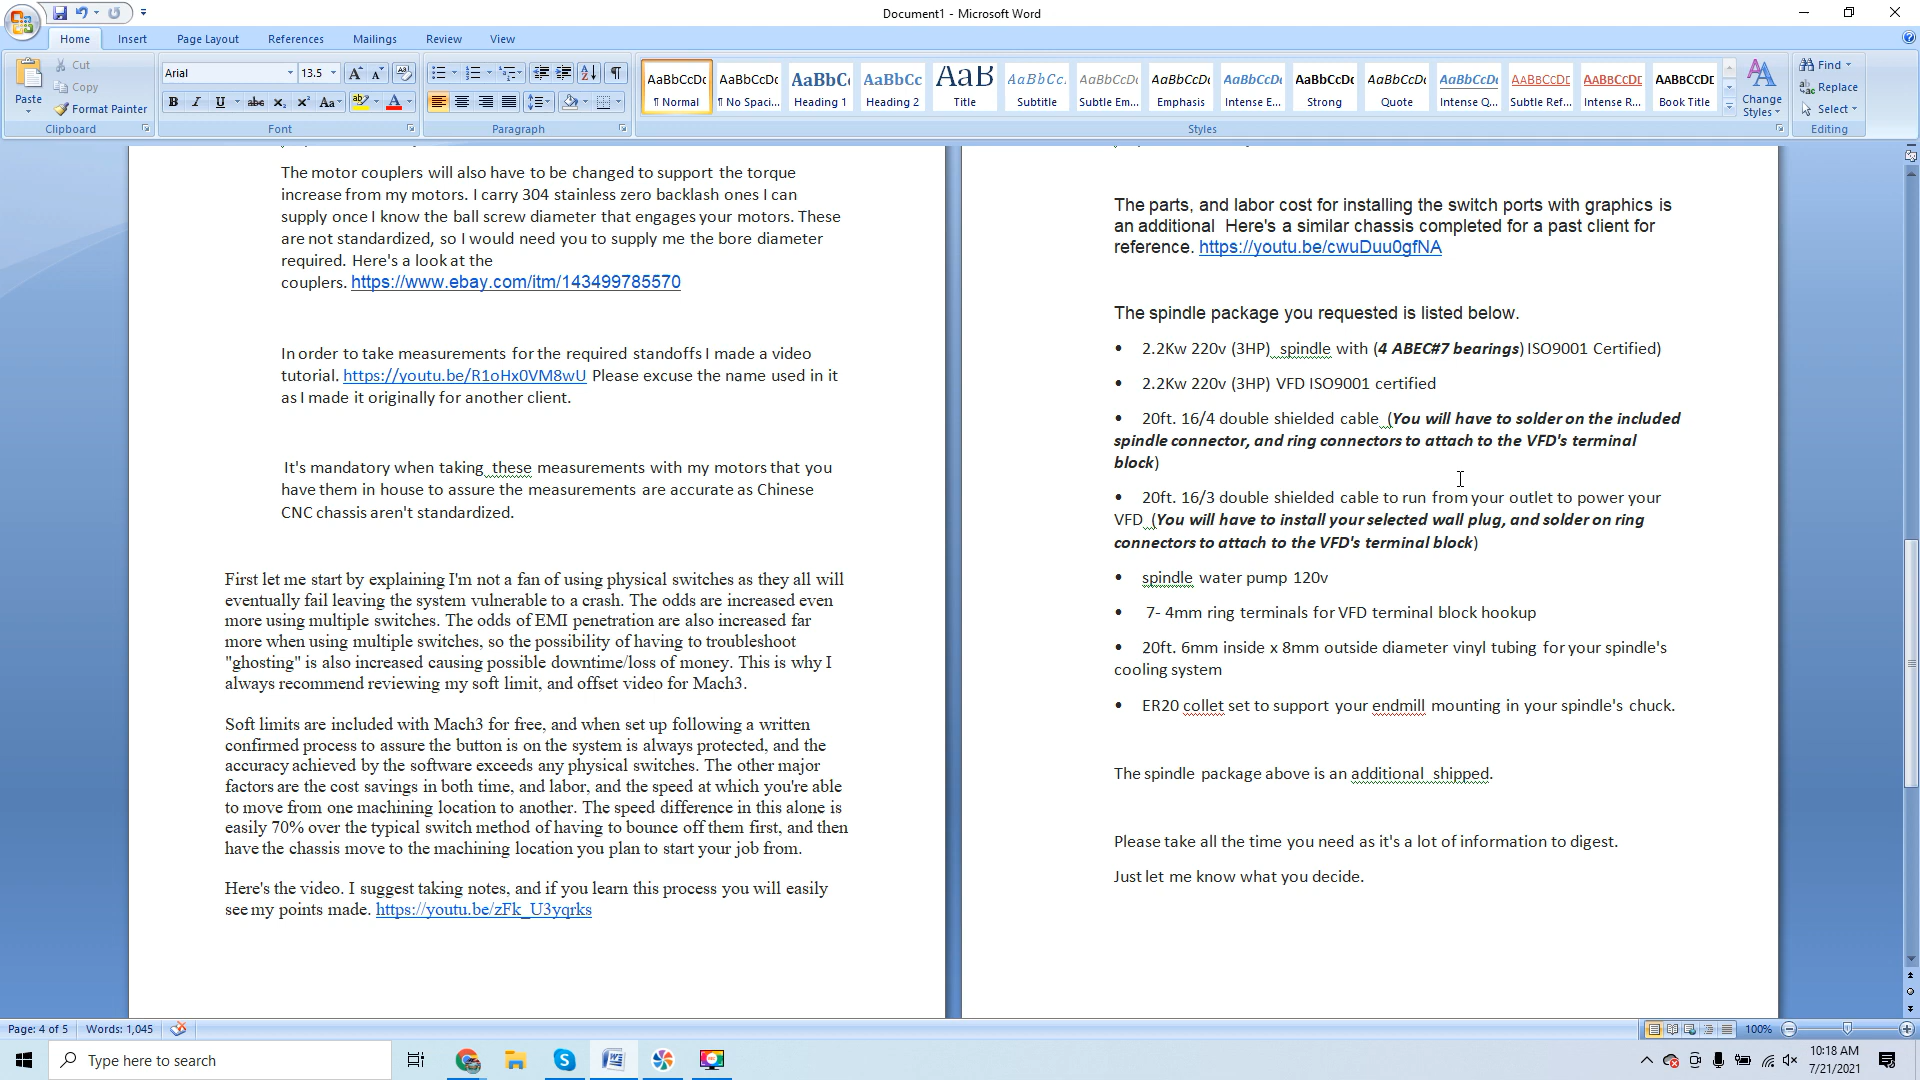 Document1 - Microsoft Word
Home Insert Page Layout References Mailings Review View
Paste
Cut
Copy
Format Painter
Clipboard
Arial 13.5
Font
Paragraph
AaBbCcDc AaBbCcDc AaBbC AaBbCc AaB AaBbCc. AaBbCcDc AaBbCcDc AaBbCcDc AaBbCcDc AaBbCcDc AaBbCcDc AABBCCDE AABBCCDE AABBCCDE
¶ Normal ¶ No Spaci... Heading 1 Heading 2 Title Subtitle Subtle Em... Emphasis Intense E... Strong Quote Intense Q... Subtle Ref... Intense R... Book Title
Change Styles
Styles
Find
Replace
Select
Editing
The motor couplers will also have to be changed to support the torque
increase from my motors. I carry 304 stainless zero backlash ones I can
supply once I know the ball screw diameter that engages your motors. These
are not standardized, so I would need you to supply me the bore diameter
required. Here's a look at the
couplers. https://www.ebay.com/itm/143499785570
In order to take measurements for the required standoffs I made a video
tutorial. https://youtu.be/R1oHx0VM8wU Please excuse the name used in it
as I made it originally for another client.
It's mandatory when taking these measurements with my motors that you
have them in house to assure the measurements are accurate as Chinese
CNC chassis aren't standardized.
First let me start by explaining I'm not a fan of using physical switches as they all will
eventually fail leaving the system vulnerable to a crash. The odds are increased even
more using multiple switches. The odds of EMI penetration are also increased far
more when using multiple switches, so the possibility of having to troubleshoot
"ghosting" is also increased causing possible downtime/loss of money. This is why I
always recommend reviewing my soft limit, and offset video for Mach3.
Soft limits are included with Mach3 for free, and when set up following a written
confirmed process to assure the button is on the system is always protected, and the
accuracy achieved by the software exceeds any physical switches. The other major
factors are the cost savings in both time, and labor, and the speed at which you're able
to move from one machining location to another. The speed difference in this alone is
easily 70% over the typical switch method of having to bounce off them first, and then
have the chassis move to the machining location you plan to start your job from.
Here's the video. I suggest taking notes, and if you learn this process you will easily
see my points made. https://youtu.be/zFk_U3yqrks
The parts, and labor cost for installing the switch ports with graphics is
an additional Here's a similar chassis completed for a past client for
reference. https://youtu.be/cwuDuu0gfNA
The spindle package you requested is listed below.
• 2.2Kw 220v (3HP) spindle with (4 ABEC#7 bearings) ISO9001 Certified)
• 2.2Kw 220v (3HP) VFD ISO9001 certified
• 20ft. 16/4 double shielded cable (You will have to solder on the included
spindle connector, and ring connectors to attach to the VFD's terminal
block)
• 20ft. 16/3 double shielded cable to run from your outlet to power your
VFD (You will have to install your selected wall plug, and solder on ring
connectors to attach to the VFD's terminal block)
• spindle water pump 120v
• 7- 4mm ring terminals for VFD terminal block hookup
• 20ft. 6mm inside x 8mm outside diameter vinyl tubing for your spindle's
cooling system
• ER20 collet set to support your endmill mounting in your spindle's chuck.
The spindle package above is an additional shipped.
Please take all the time you need as it's a lot of information to digest.
Just let me know what you decide.
Page: 4 of 5 Words: 1,045 100%
Type here to search
10:18 AM
7/21/2021